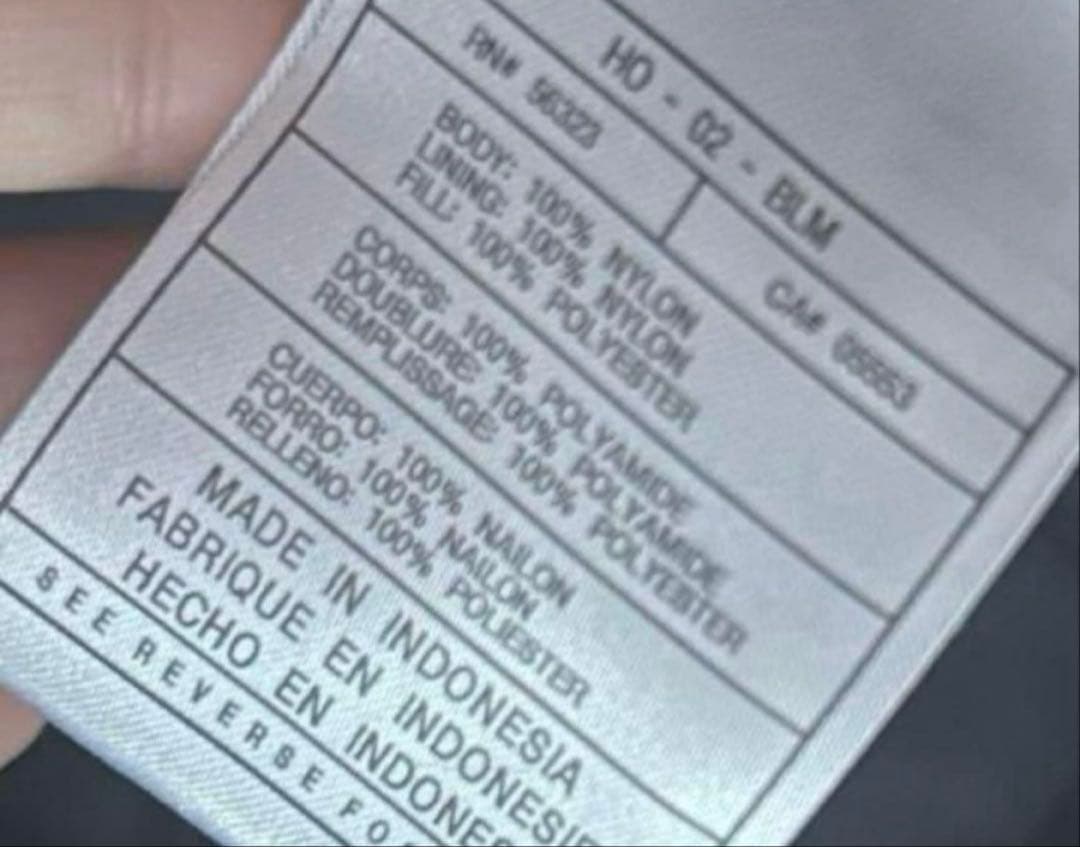 HO - 02 - BLM
RN# 56323
CA# 05553
BODY: 100% NYLON
LINING: 100% NYLON
FILL: 100% POLYESTER
CORPS: 100% POLYAMIDE
DOUBLURE: 100% POLYAMIDE
REMPLISSAGE: 100% POLYESTER
CUERPO: 100% NAILON
FORRO: 100% NAILON
RELLENO: 100% POLIESTER
MADE IN INDONESIA
FABRIQUE EN INDONESIE
HECHO EN INDONES
SEE REVERSE FO